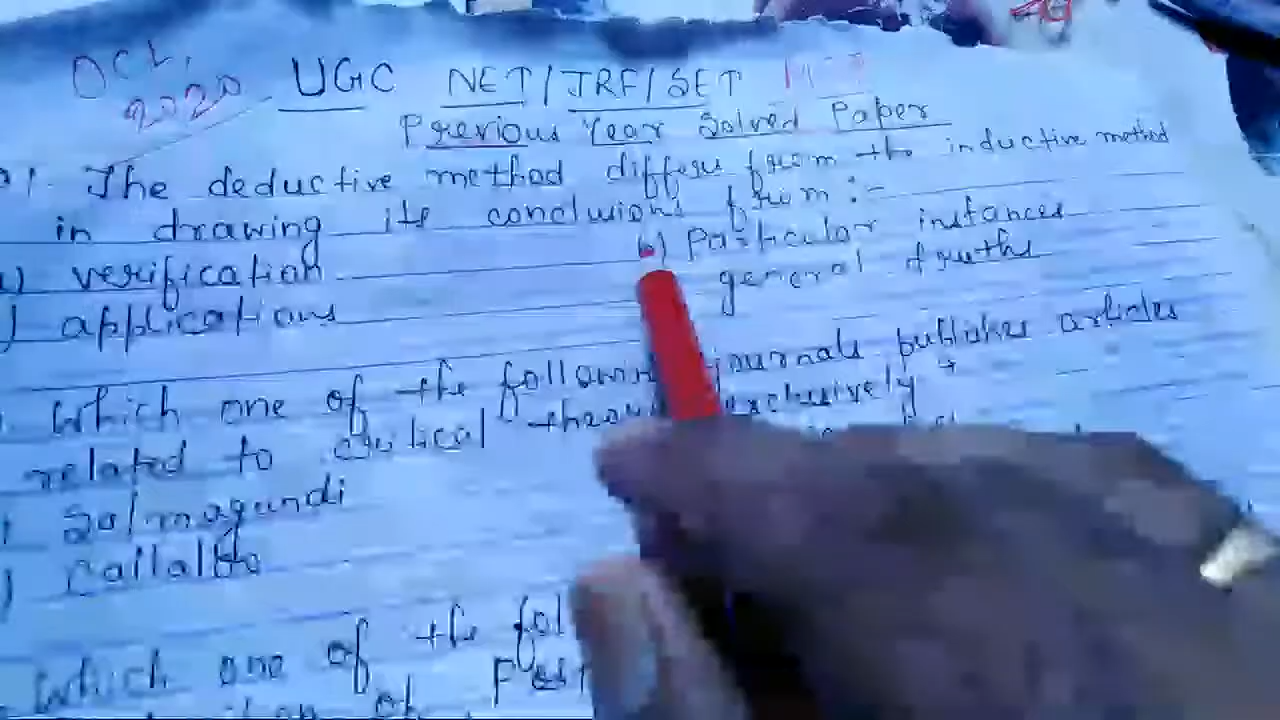 Oct, 2020
UGC NET/JRF/SET
Previous Year Solved Paper
1. The deductive method differs from the inductive method
in drawing its conclusions from :-
verification b) Particular instances
) applications general truths
Which one of the following journals publishes articles
related to critical theory exclusively
Salmagundi
) Callaloo
Which one of the fol